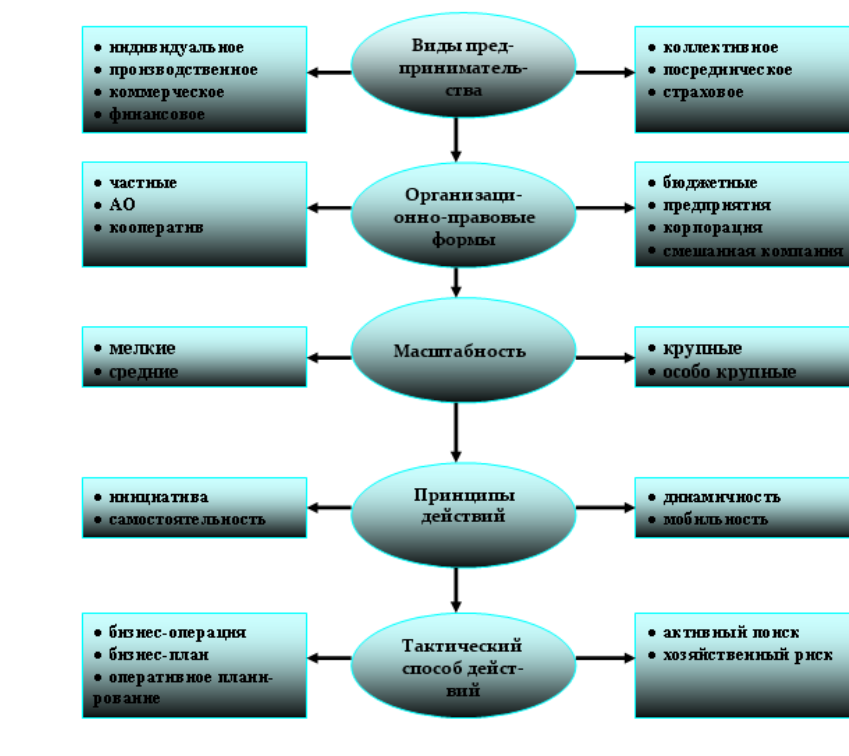 ● индивидуальное
● производственное
● коммерческое
● финансовое
Виды пред-
приниматель-
ства
● коллективное
● посредническое
● страховое
● частные
● АО
● кооператив
Организаци-
онно-правовые
формы
● бюджетные
● предприятия
● корпорация
● смешанная компания
● мелкие
● средние
Масштабность
● крупные
● особо крупные
● инициатива
● самостоятельность
Принципы
действий
● динамичность
● мобильность
● бизнес-операция
● бизнес-план
● оперативное плани-
рование
Тактический
способ дейст-
вий
● активный поиск
● хозяйственный риск